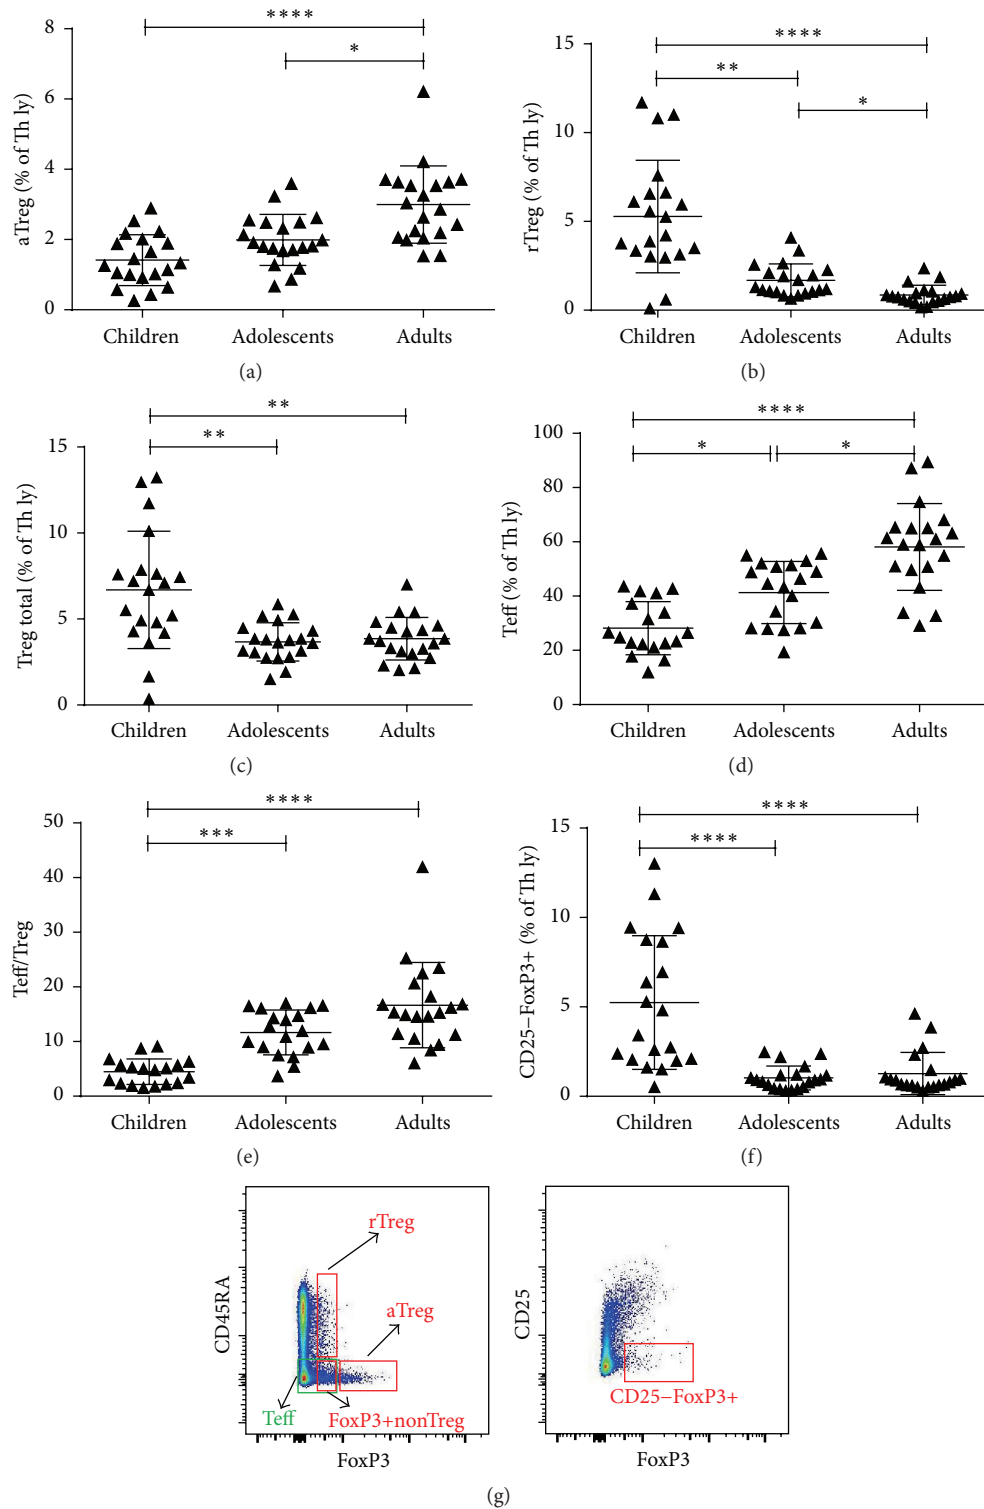 ****
*
8
6
4
2
0
aTreg (% of Th ly)
Children
Adolescents
Adults
(a)
****
**
*
15
10
5
0
rTreg (% of Th ly)
Children
Adolescents
Adults
(b)
**
**
15
10
5
0
Treg total (% of Th ly)
Children
Adolescents
Adults
(c)
****
*
*
100
80
60
40
20
0
Teff (% of Th ly)
Children
Adolescents
Adults
(d)
****
***
50
40
30
20
10
0
Teff/Treg
Children
Adolescents
Adults
(e)
****
****
15
10
5
0
CD25−FoxP3+ (% of Th ly)
Children
Adolescents
Adults
(f)
rTreg
aTreg
CD45RA
Teff
FoxP3+nonTreg
FoxP3
CD25
CD25−FoxP3+
FoxP3
(g)